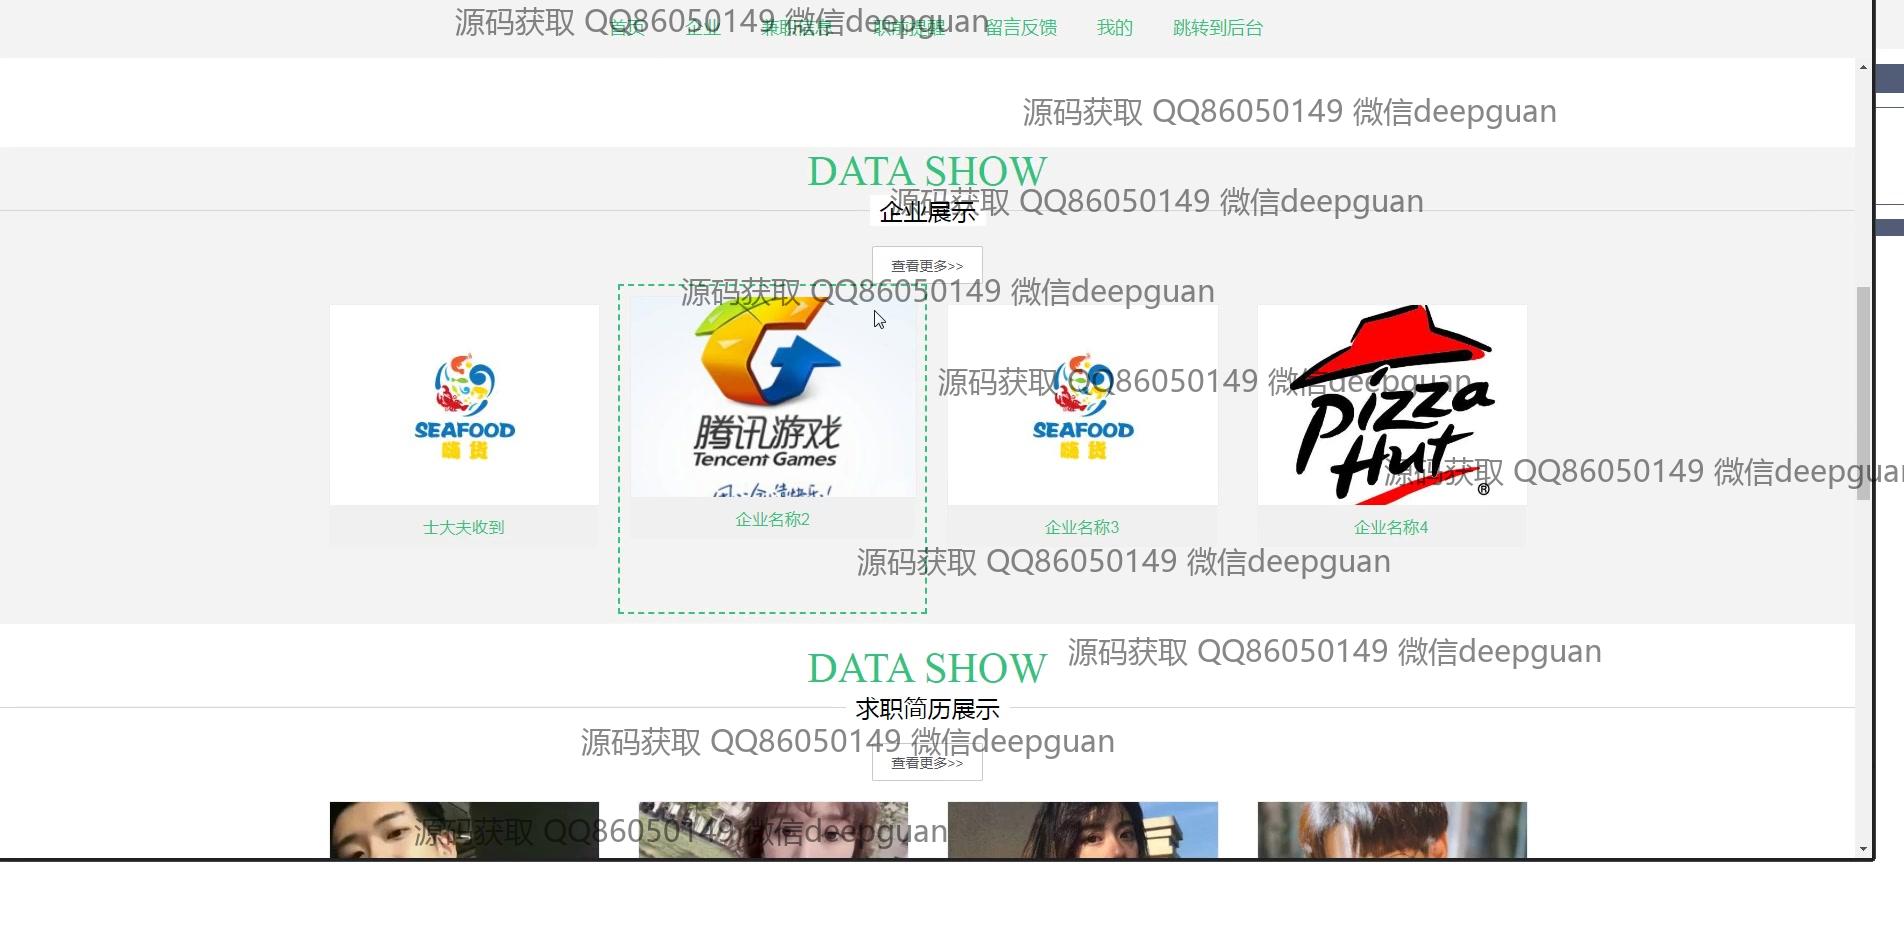 源码获取 QQ86050149 微信deepguan
首页 企业 兼职信息 职前提醒 留言反馈 我的 跳转到后台
源码获取 QQ86050149 微信deepguan
DATA SHOW
源码获取 QQ86050149 微信deepguan
企业展示
查看更多>>
源码获取 QQ86050149 微信deepguan
源码获取 QQ86050149 微信deepguan
SEAFOOD
嗨货
腾讯游戏
Tencent Games
SEAFOOD
嗨货
Pizza
Hut
®
源码获取 QQ86050149 微信deepguan
士大夫收到
企业名称2
企业名称3
企业名称4
源码获取 QQ86050149 微信deepguan
DATA SHOW
源码获取 QQ86050149 微信deepguan
求职简历展示
源码获取 QQ86050149 微信deepguan
查看更多>>
源码获取 QQ86050149 微信deepguan